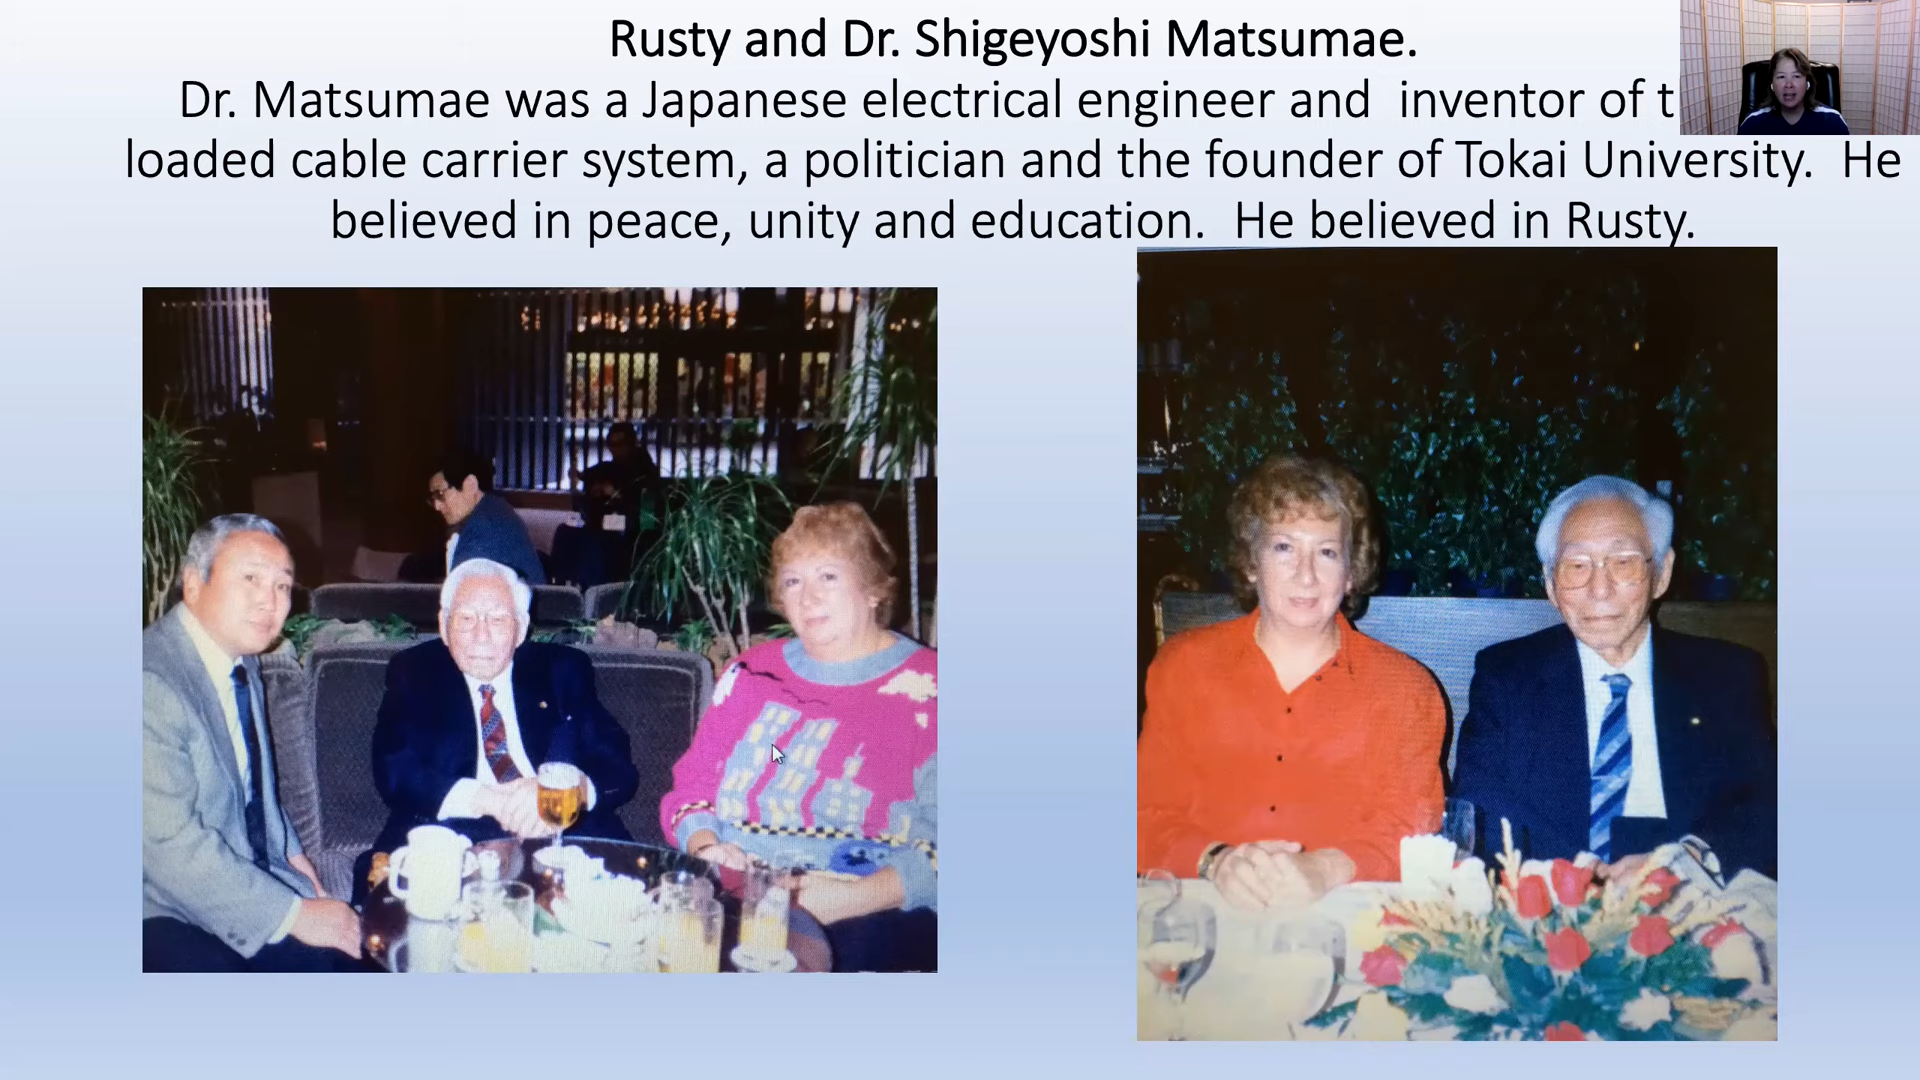 Rusty and Dr. Shigeyoshi Matsumae.
Dr. Matsumae was a Japanese electrical engineer and inventor of
loaded cable carrier system, a politician and the founder of Tokai University. He
believed in peace, unity and education. He believed in Rusty.